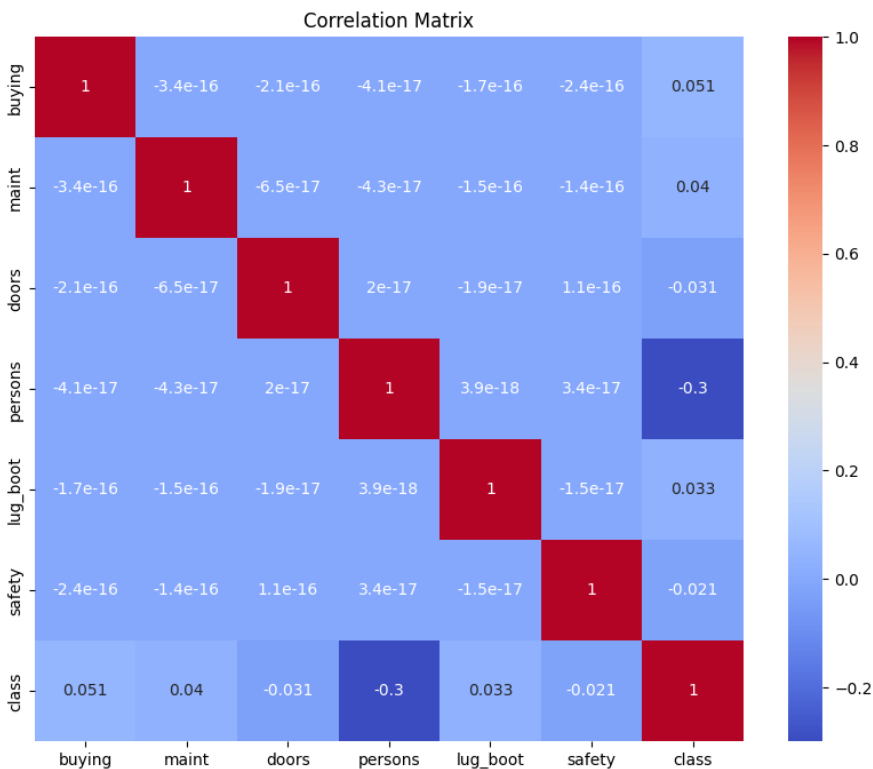 Correlation Matrix
buying 1 -3.4e-16 -2.1e-16 -4.1e-17 -1.7e-16 -2.4e-16 0.051
maint -3.4e-16 1 -6.5e-17 -4.3e-17 -1.5e-16 -1.4e-16 0.04
doors -2.1e-16 -6.5e-17 1 2e-17 -1.9e-17 1.1e-16 -0.031
persons -4.1e-17 -4.3e-17 2e-17 1 3.9e-18 3.4e-17 -0.3
lug_boot -1.7e-16 -1.5e-16 -1.9e-17 3.9e-18 1 -1.5e-17 0.033
safety -2.4e-16 -1.4e-16 1.1e-16 3.4e-17 -1.5e-17 1 -0.021
class 0.051 0.04 -0.031 -0.3 0.033 -0.021 1
buying maint doors persons lug_boot safety class
1.0
0.8
0.6
0.4
0.2
0.0
−0.2